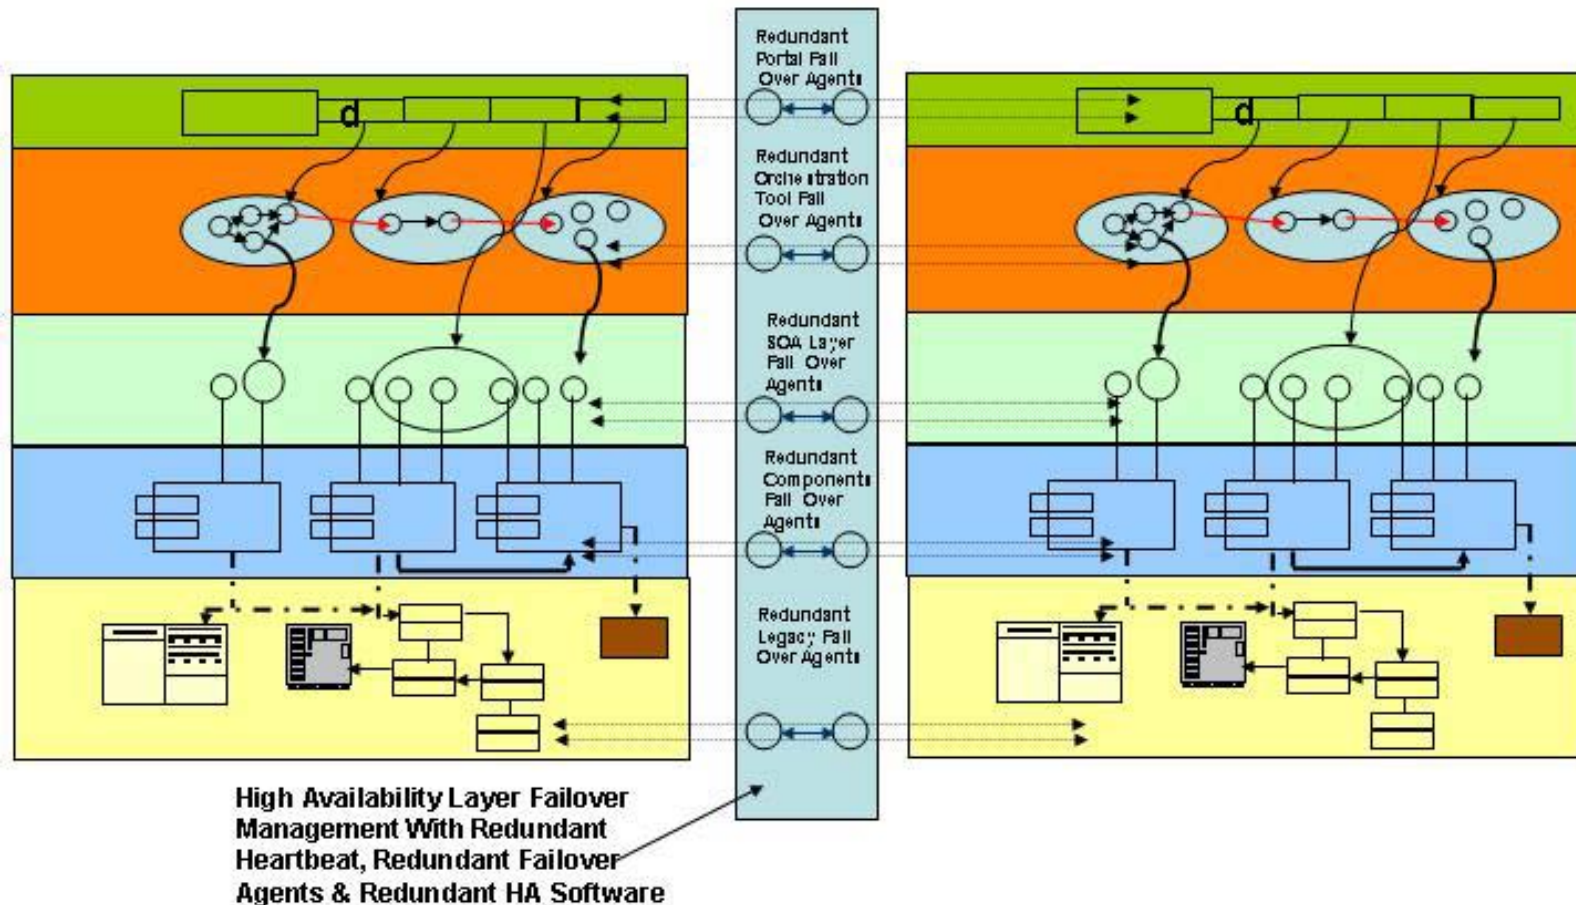 Redundant
Portal Fail
Over Agents
d
d
Redundant
Orchestration
Tool Fail
Over Agents
Redundant
SOA Layer
Fail Over
Agents
Redundant
Components
Fail Over
Agents
Redundant
Legacy Fail
Over Agents
High Availability Layer Failover
Management With Redundant
Heartbeat, Redundant Failover
Agents & Redundant HA Software